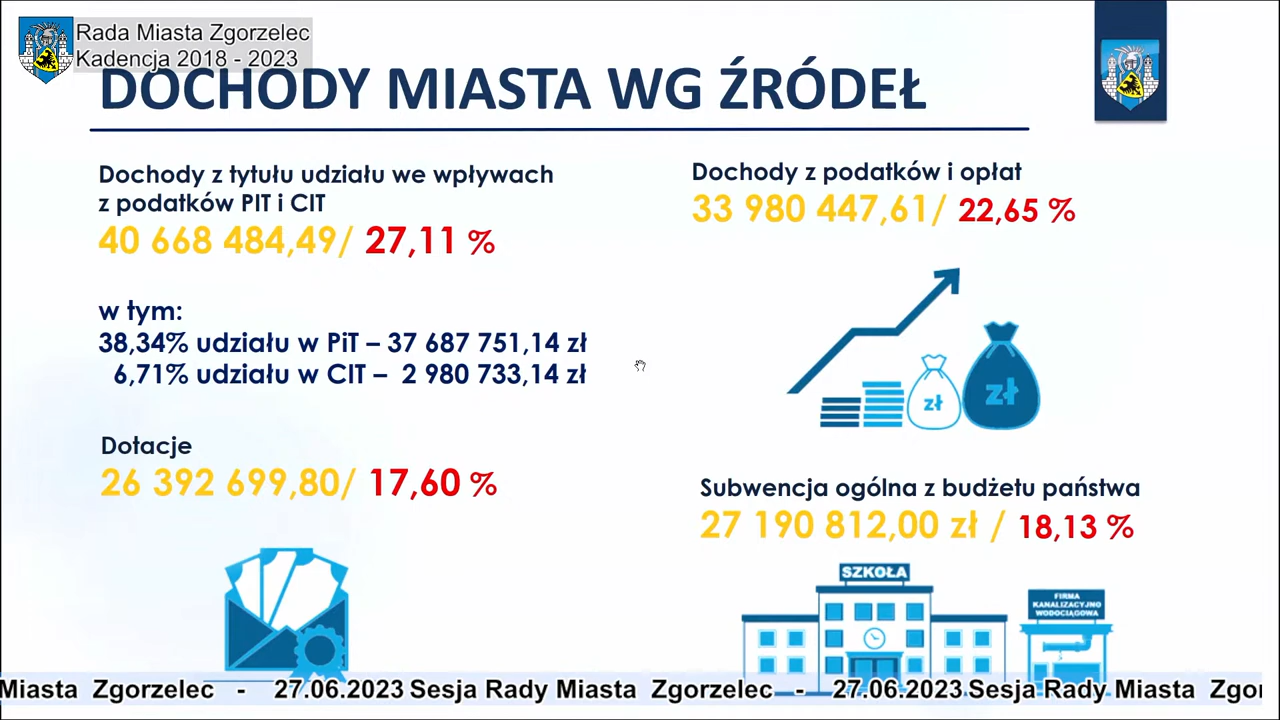 Rada Miasta Zgorzelec
Kadencja 2018 - 2023
DOCHODY MIASTA WG ŹRÓDEŁ
Dochody z tytułu udziału we wpływach
z podatków PIT i CIT
40 668 484,49/ 27,11 %
w tym:
38,34% udziału w PiT – 37 687 751,14 zł
6,71% udziału w CIT – 2 980 733,14 zł
Dotacje
26 392 699,80/ 17,60 %
Dochody z podatków i opłat
33 980 447,61/ 22,65 %
zł
zł
Subwencja ogólna z budżetu państwa
27 190 812,00 zł / 18,13 %
SZKOŁA
FIRMA
KANALIZACYJNO
WODOCIĄGOWA
Miasta Zgorzelec - 27.06.2023 Sesja Rady Miasta Zgorzelec - 27.06.2023 Sesja Rady Miasta Zgo